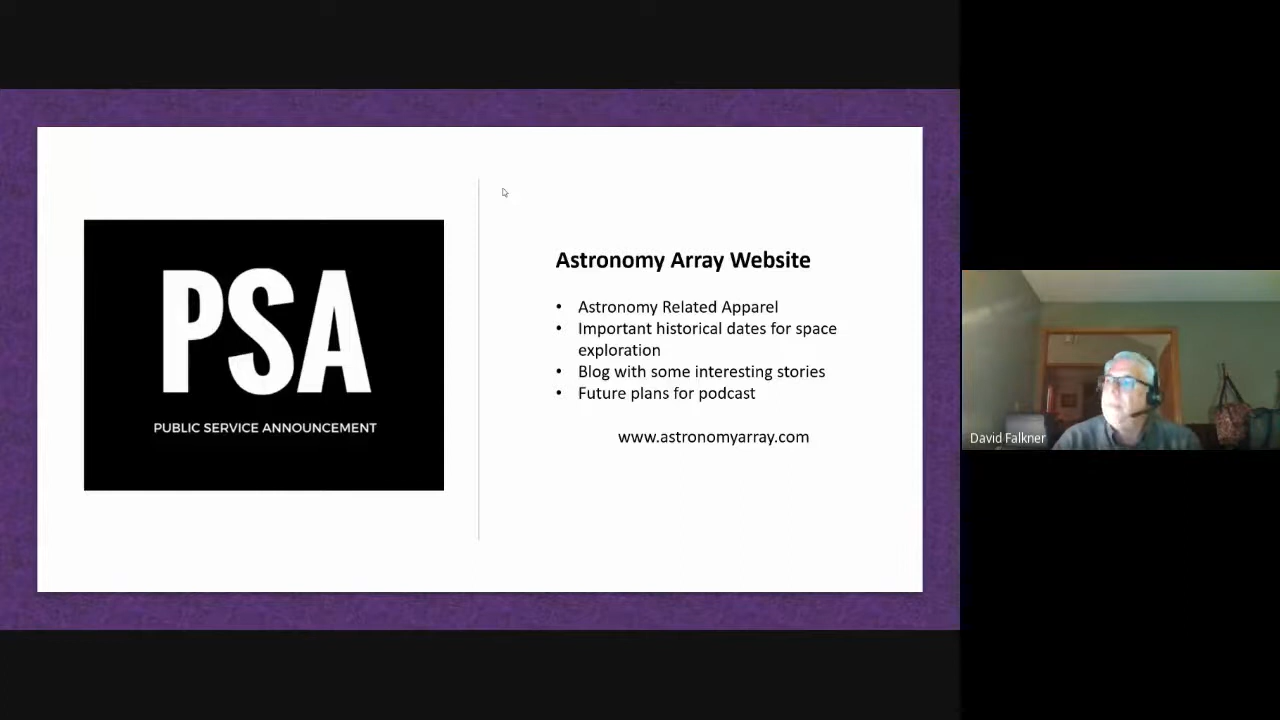 PSA
PUBLIC SERVICE ANNOUNCEMENT
Astronomy Array Website
• Astronomy Related Apparel
• Important historical dates for space
exploration
• Blog with some interesting stories
• Future plans for podcast
www.astronomyarray.com
David Falkner